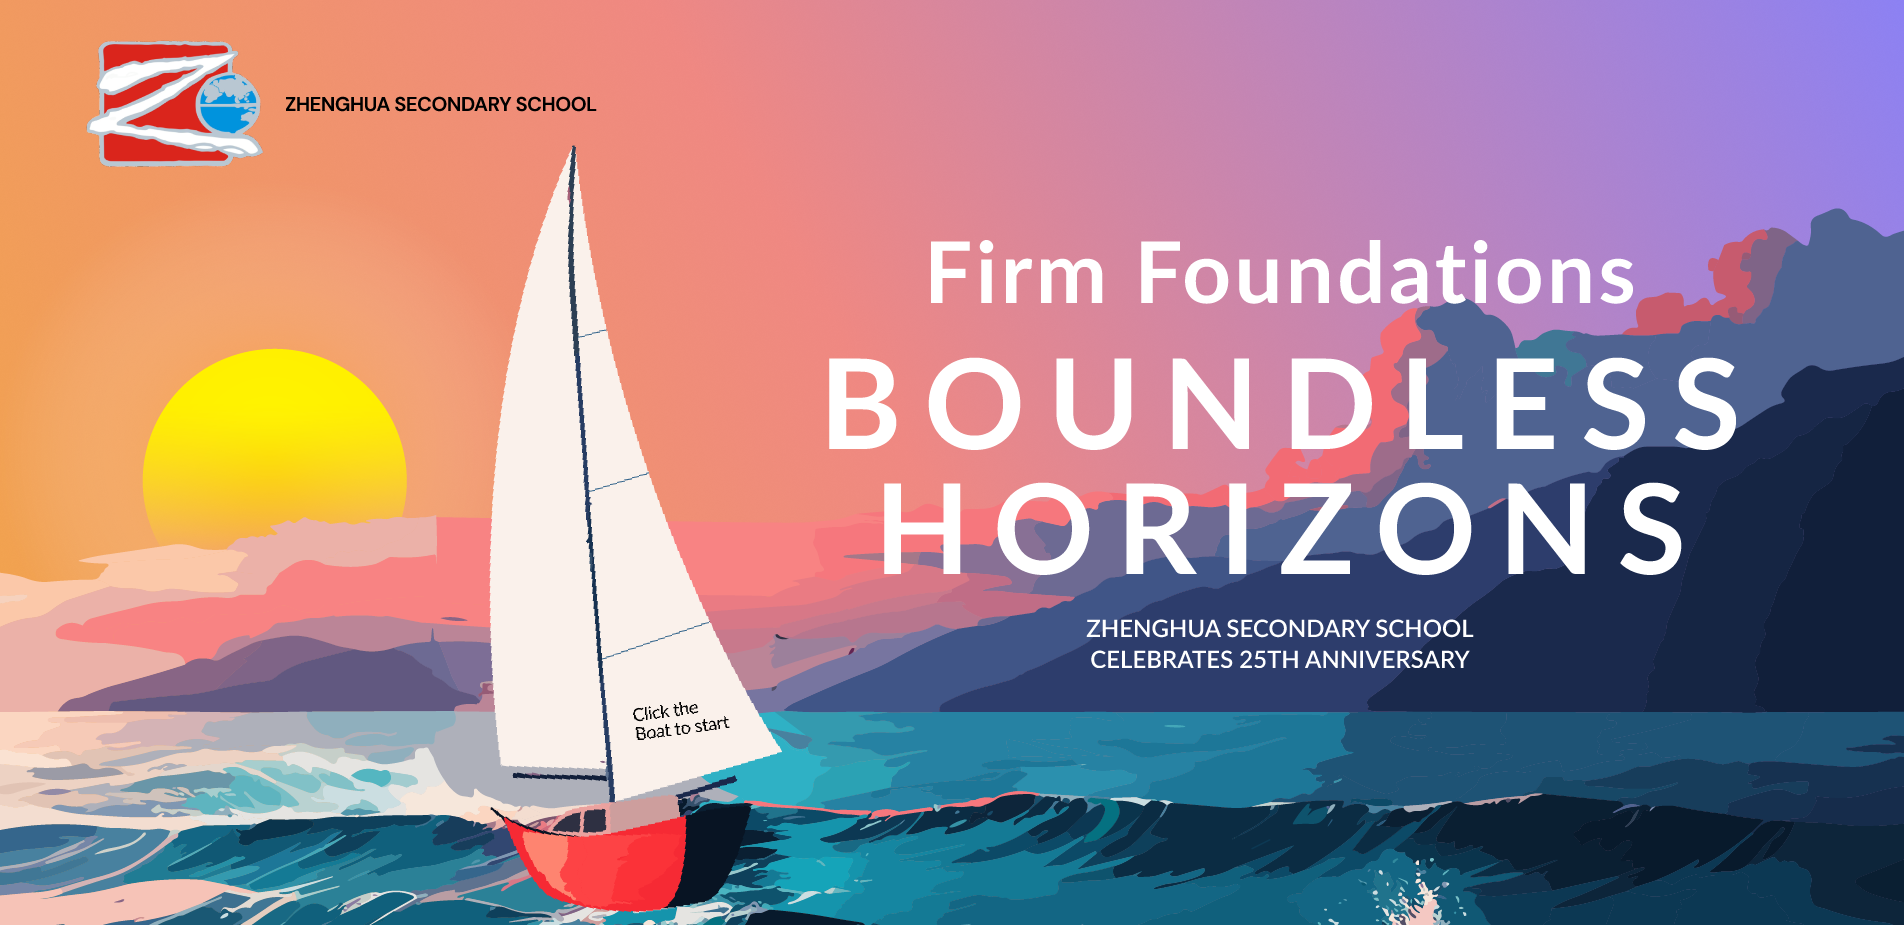 ZHENGHUA SECONDARY SCHOOL
Firm Foundations
BOUNDLESS
HORIZONS
ZHENGHUA SECONDARY SCHOOL
CELEBRATES 25TH ANNIVERSARY
Click the
Boat to start